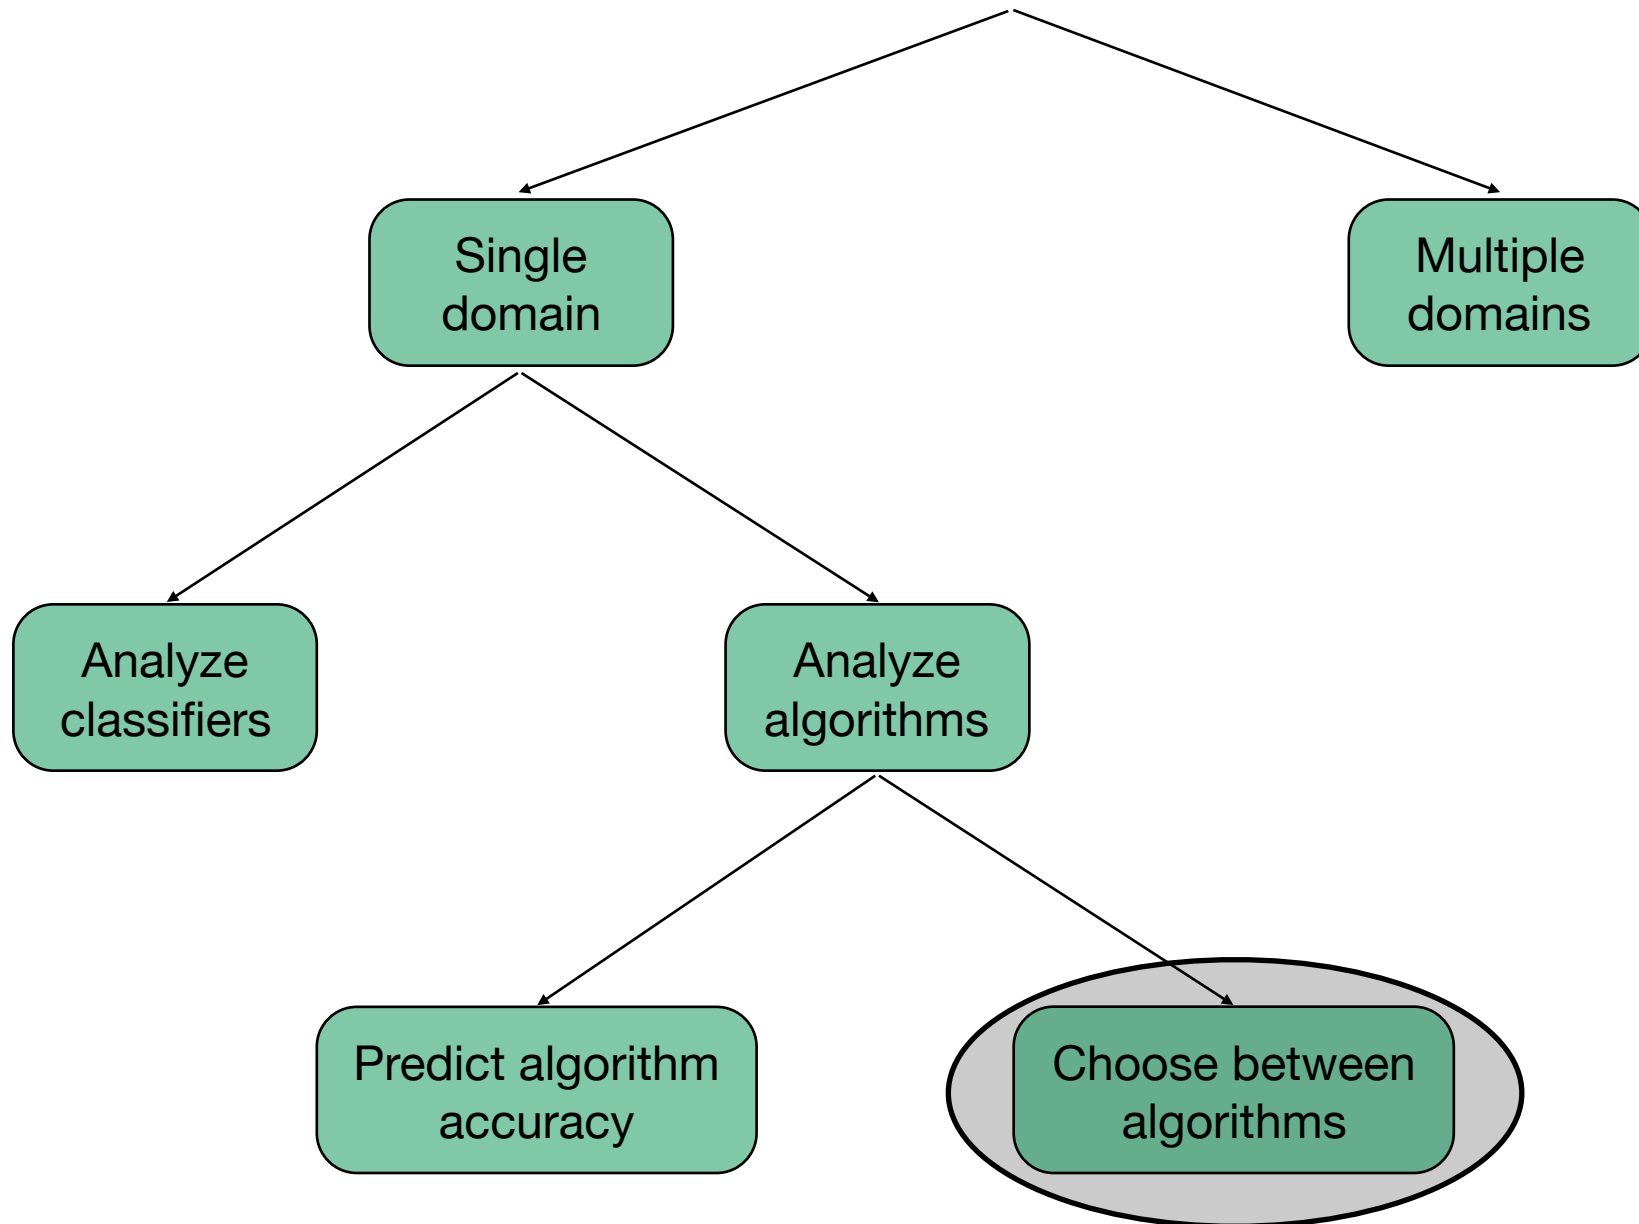 Single
domain
Multiple
domains
Analyze
classifiers
Analyze
algorithms
Predict algorithm
accuracy
Choose between
algorithms